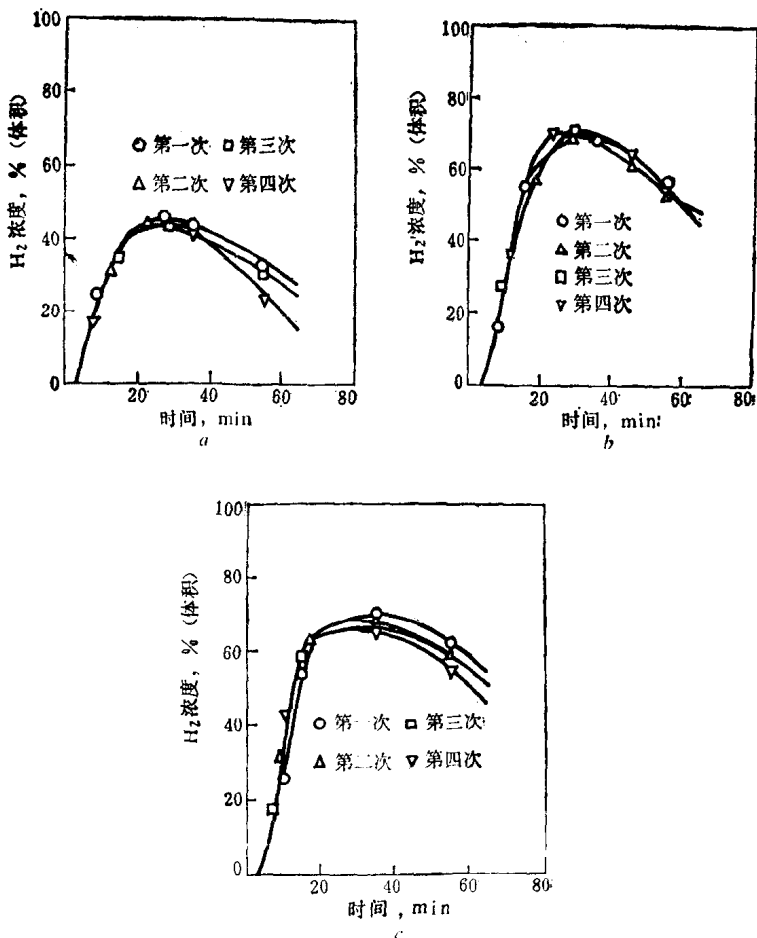 100
80
60
40
20
0
H₂浓度, % (体积)
○ 第一次 □ 第三次
△ 第二次 ▽ 第四次
20 40 60 80
时间, min
a
100
80
60
40
20
0
H₂浓度, % (体积)
○ 第一次
△ 第二次
□ 第三次
▽ 第四次
20 40 60 80
时间, min
b
100
80
60
40
20
0
H₂浓度, % (体积)
○ 第一次 □ 第三次
△ 第二次 ▽ 第四次
20 40 60 80
时间, min
c